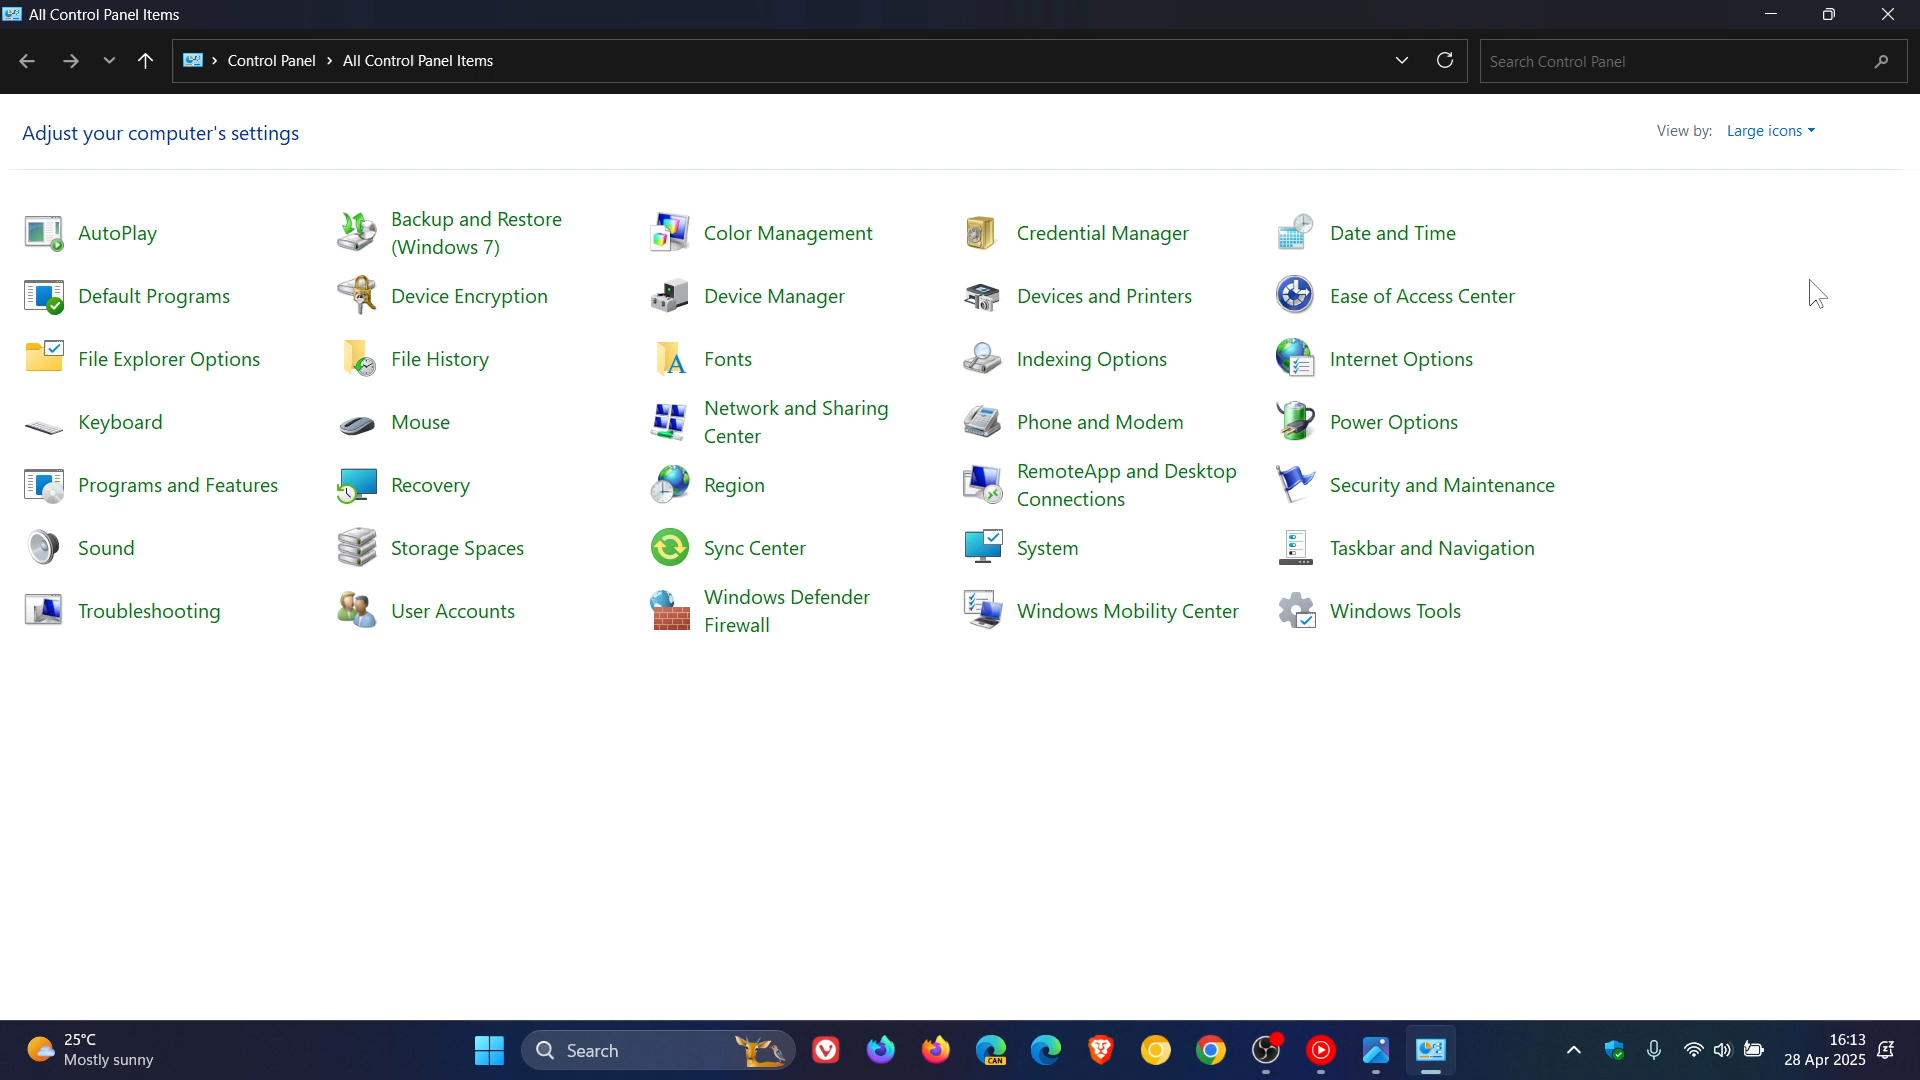 All Control Panel Items
Control Panel > All Control Panel Items
Search Control Panel
Adjust your computer's settings
View by: Large icons
AutoPlay
Backup and Restore
(Windows 7)
Color Management
Credential Manager
Date and Time
Default Programs
Device Encryption
Device Manager
Devices and Printers
Ease of Access Center
File Explorer Options
File History
Fonts
Indexing Options
Internet Options
Keyboard
Mouse
Network and Sharing
Center
Phone and Modem
Power Options
Programs and Features
Recovery
Region
RemoteApp and Desktop
Connections
Security and Maintenance
Sound
Storage Spaces
Sync Center
System
Taskbar and Navigation
Troubleshooting
User Accounts
Windows Defender
Firewall
Windows Mobility Center
Windows Tools
25°C
Mostly sunny
Search
CAN
16:13
28 Apr 2025